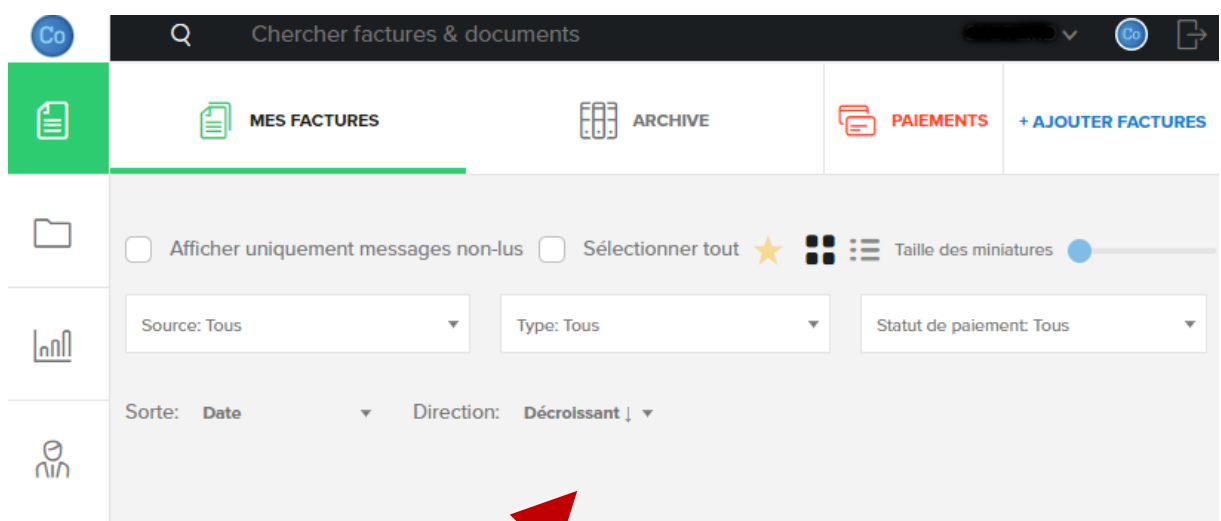 Co Chercher factures & documents Co
MES FACTURES ARCHIVE PAIEMENTS + AJOUTER FACTURES
Afficher uniquement messages non-lus Sélectionner tout Taille des miniatures
Source: Tous Type: Tous Statut de paiement: Tous
Sorte: Date Direction: Décroissant ↓